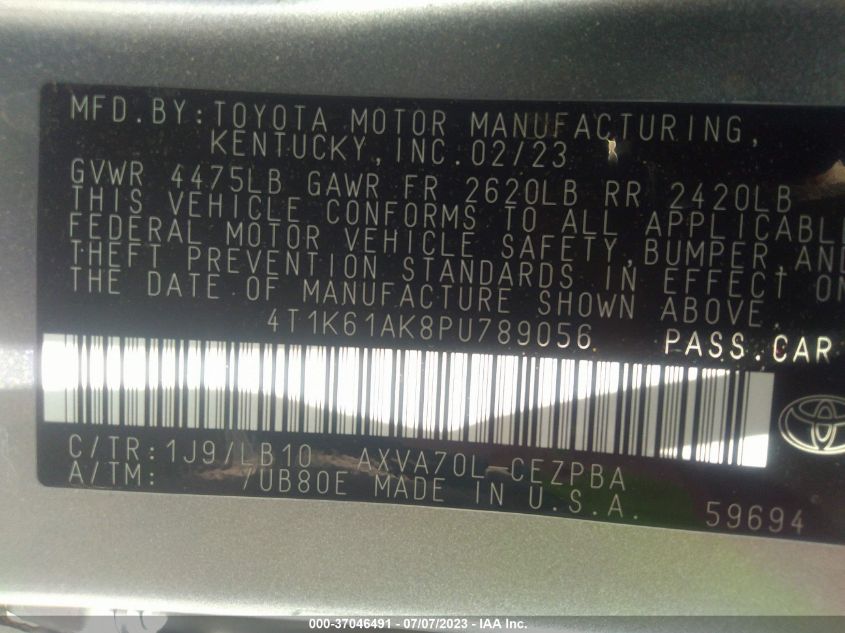 MFD.BY:TOYOTA MOTOR MANUFACTURING,
KENTUCKY,INC.02/23
GVWR 4475LB GAWR FR 2620LB RR 2420LB
THIS VEHICLE CONFORMS TO ALL APPLICABLE
FEDERAL MOTOR VEHICLE SAFETY,BUMPER,AND
THEFT PREVENTION STANDARDS IN EFFECT ON
THE DATE OF MANUFACTURE SHOWN ABOVE.
4T1K61AK8PU789056 PASS.CAR
C/TR:1J9/LB10 AXVA70L-CEZPBA
A/TM: /UB80E MADE IN U.S.A. 59694
000-37046491 - 07/07/2023 - IAA Inc.